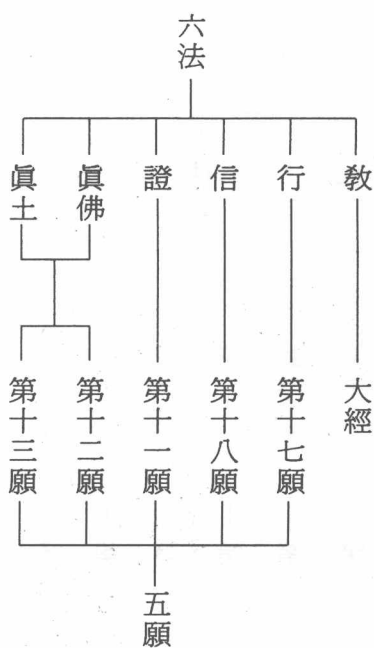 六法
教
行
信
證
眞佛
眞土
大經
第十七願
第十八願
第十一願
第十二願
第十三願
五願